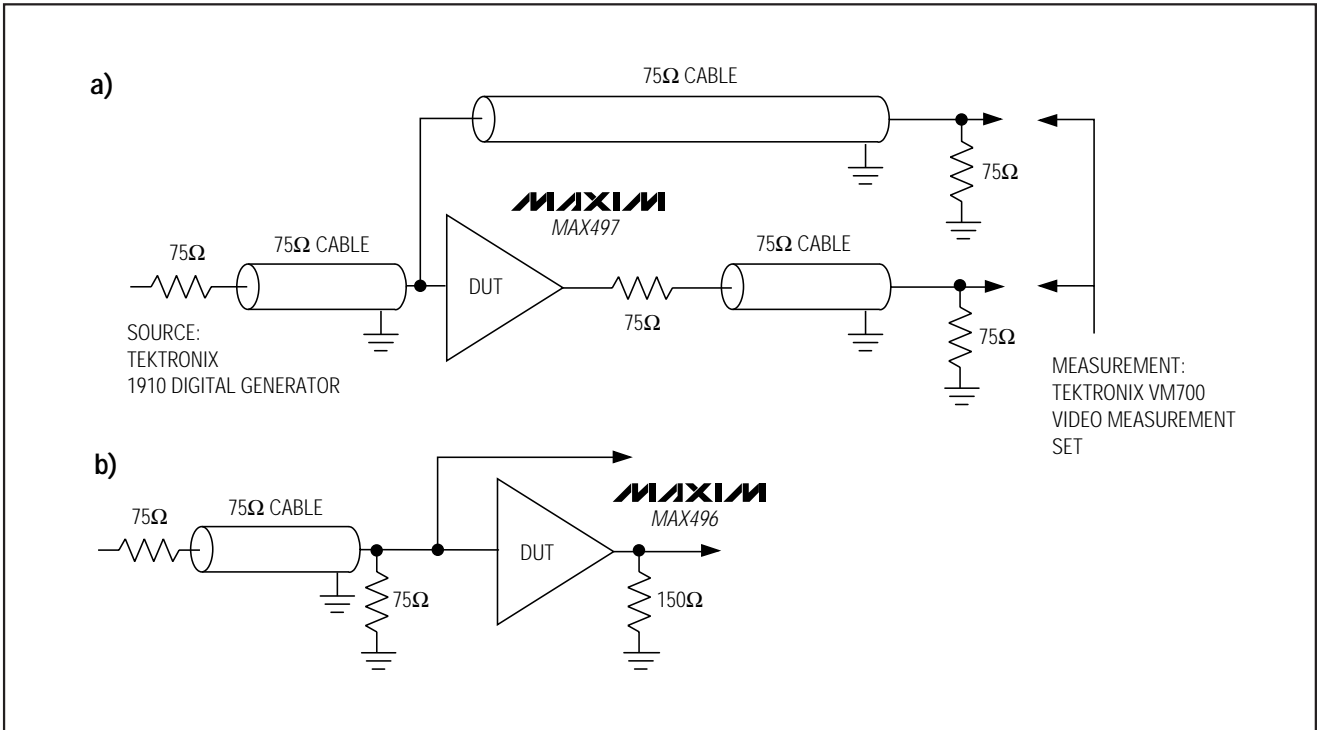 a)
75Ω CABLE
75Ω
MAXIM
MAX497
75Ω
75Ω CABLE
DUT
75Ω
75Ω CABLE
75Ω
SOURCE:
TEKTRONIX
1910 DIGITAL GENERATOR
MEASUREMENT:
TEKTRONIX VM700
VIDEO MEASUREMENT
SET
b)
75Ω
75Ω CABLE
75Ω
DUT
MAXIM
MAX496
150Ω